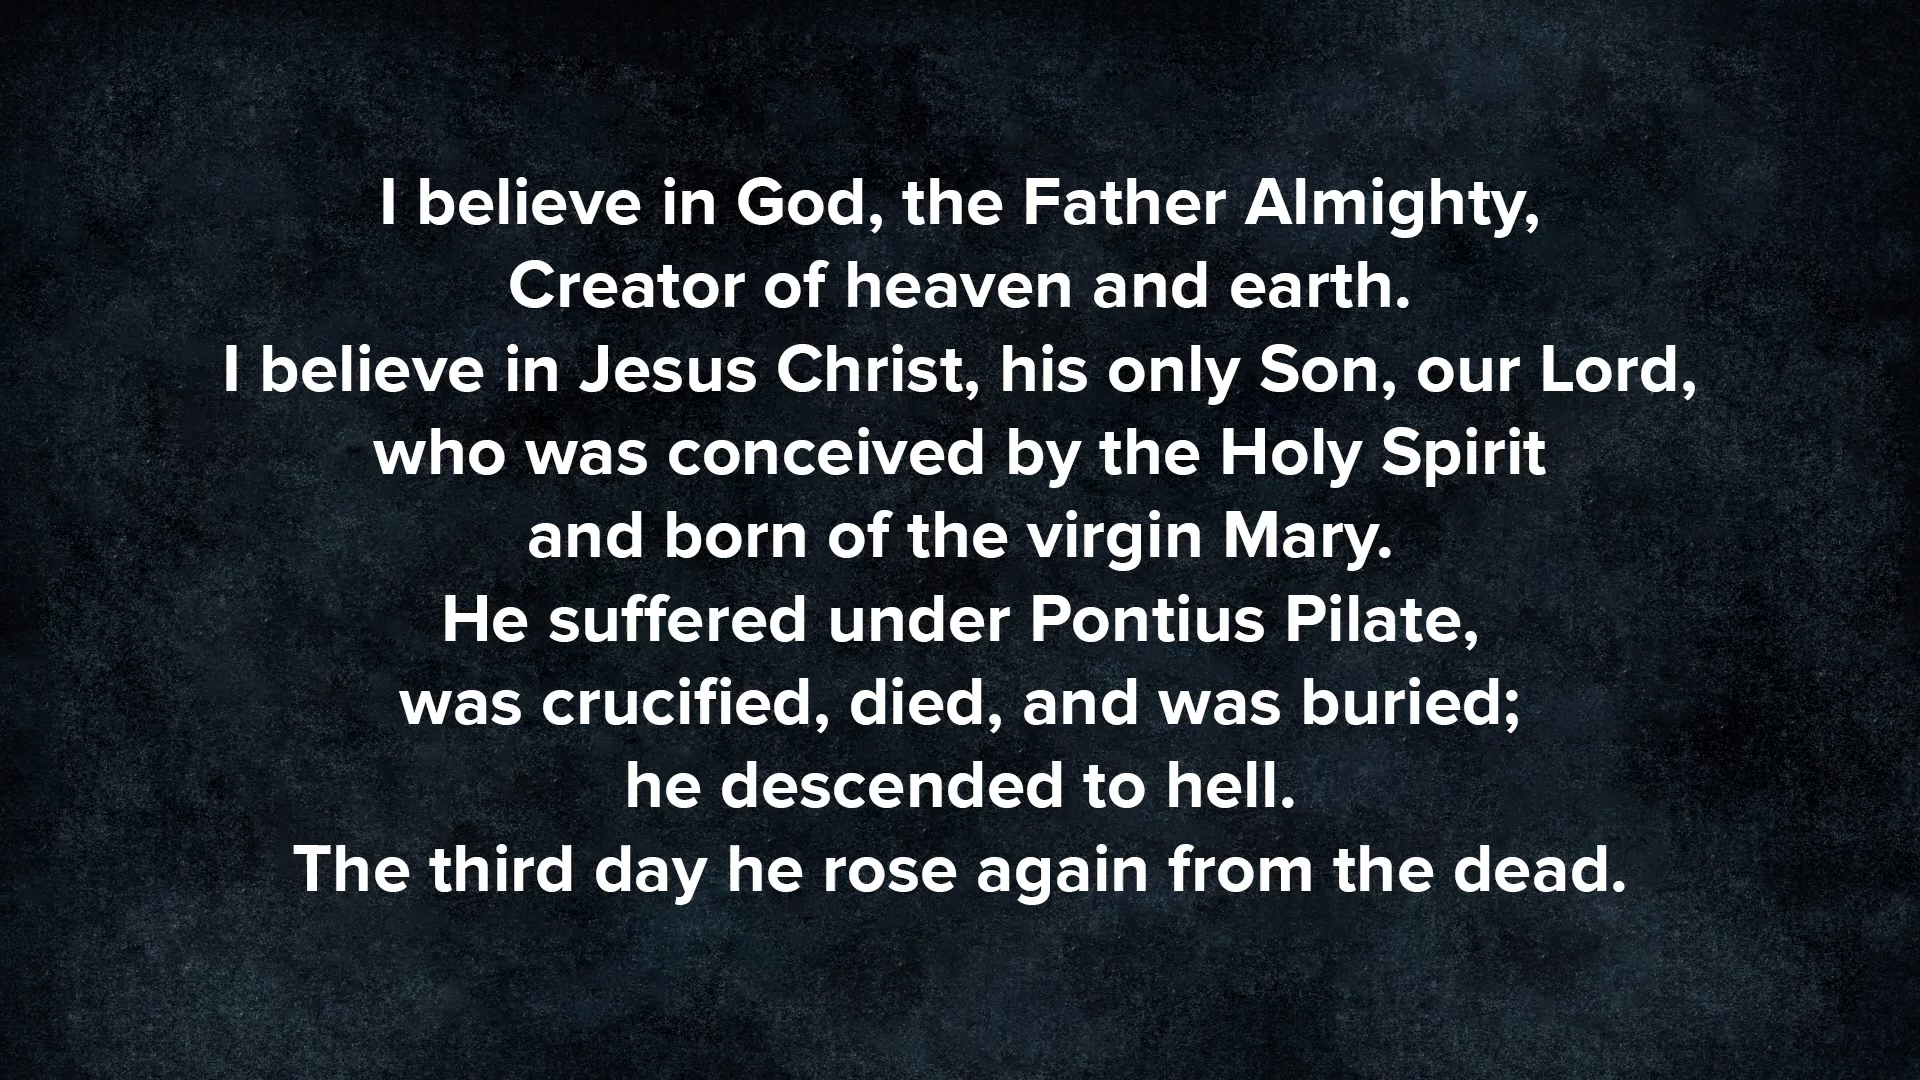 I believe in God, the Father Almighty,
Creator of heaven and earth.
I believe in Jesus Christ, his only Son, our Lord,
who was conceived by the Holy Spirit
and born of the virgin Mary.
He suffered under Pontius Pilate,
was crucified, died, and was buried;
he descended to hell.
The third day he rose again from the dead.